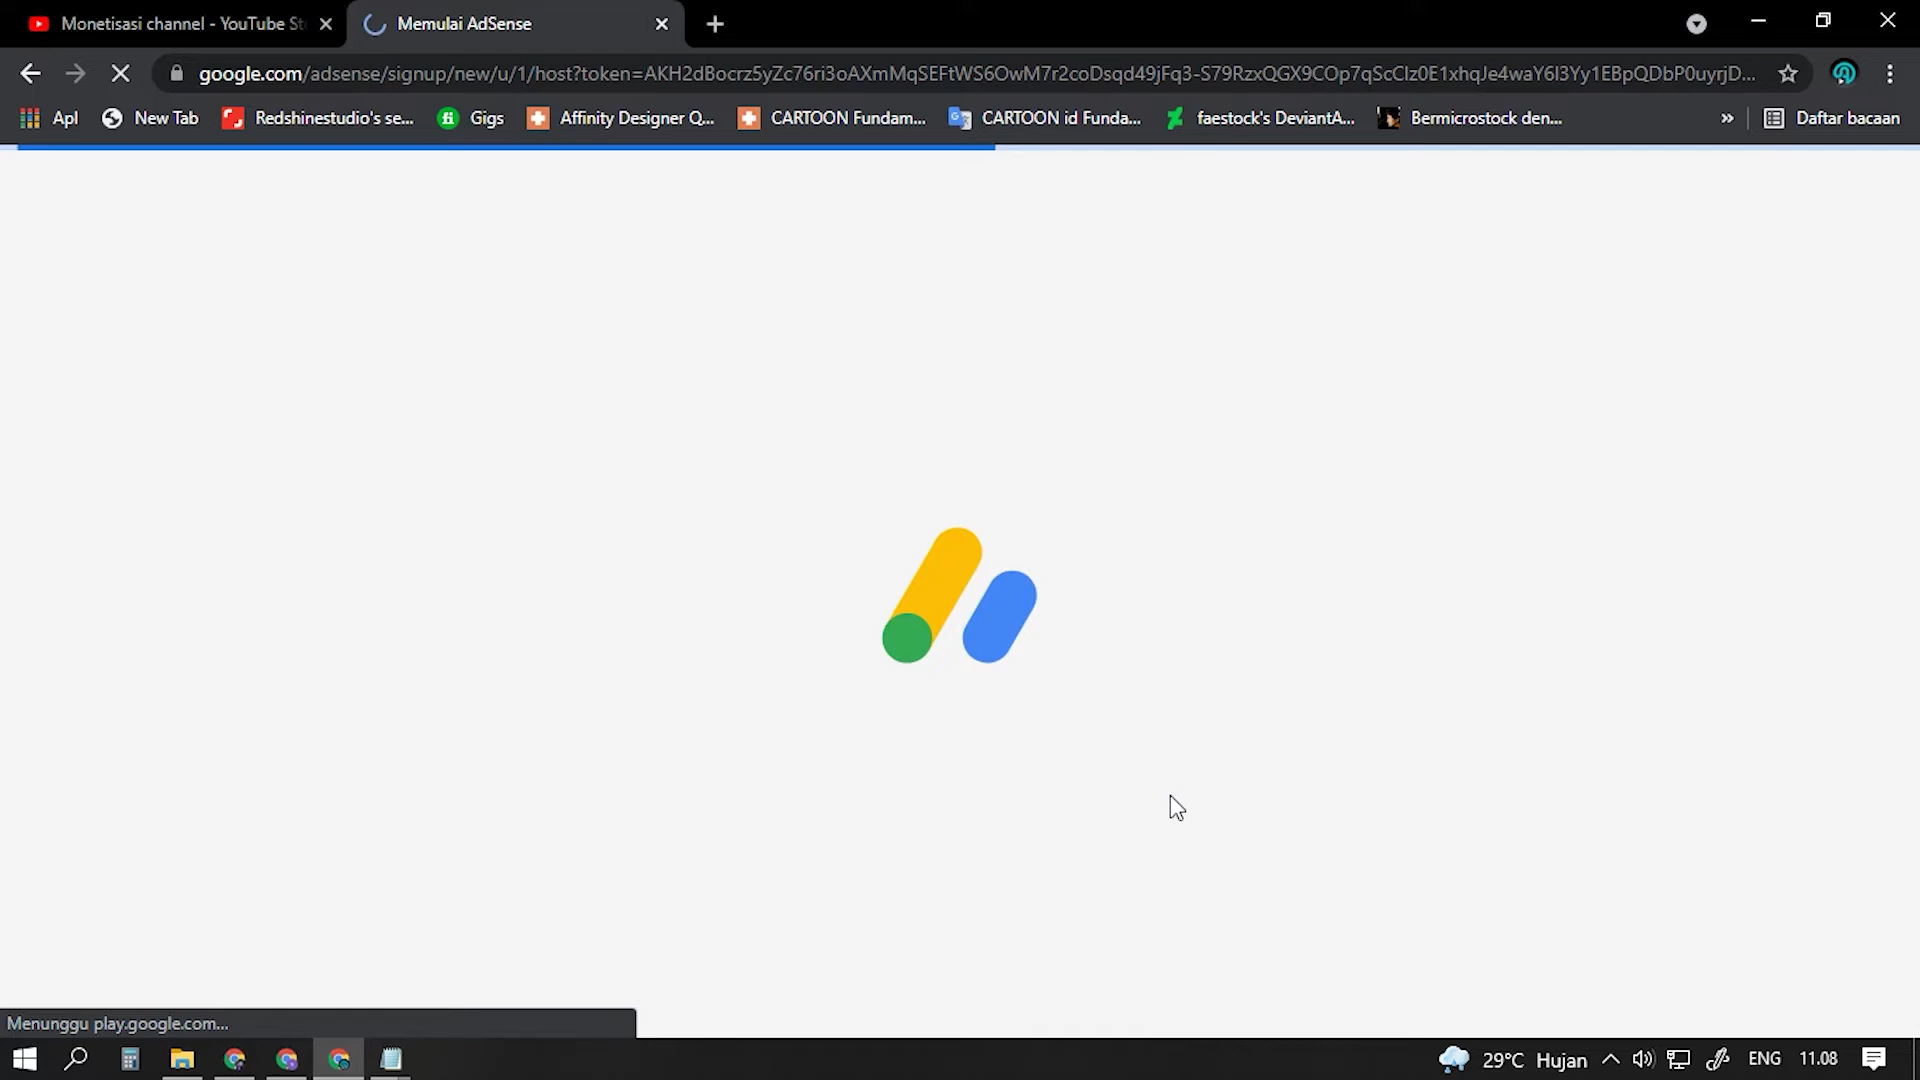 Monetisasi channel - YouTube St
Memulai AdSense
google.com/adsense/signup/new/u/1/host?token=AKH2dBocrz5yZc76ri3oAXmMqSEFtWS6OwM7r2coDsqd49jFq3-S79RzxQGX9COp7qScClz0E1xhqJe4waY6I3Yy1EBpQDbP0uyrjD...
Apl New Tab Redshinestudio's se... Gigs Affinity Designer Q... CARTOON Fundam... CARTOON id Funda... faestock's DeviantA... Bermicrostock den... » Daftar bacaan
Menunggu play.google.com...
29°C Hujan ENG 11.08